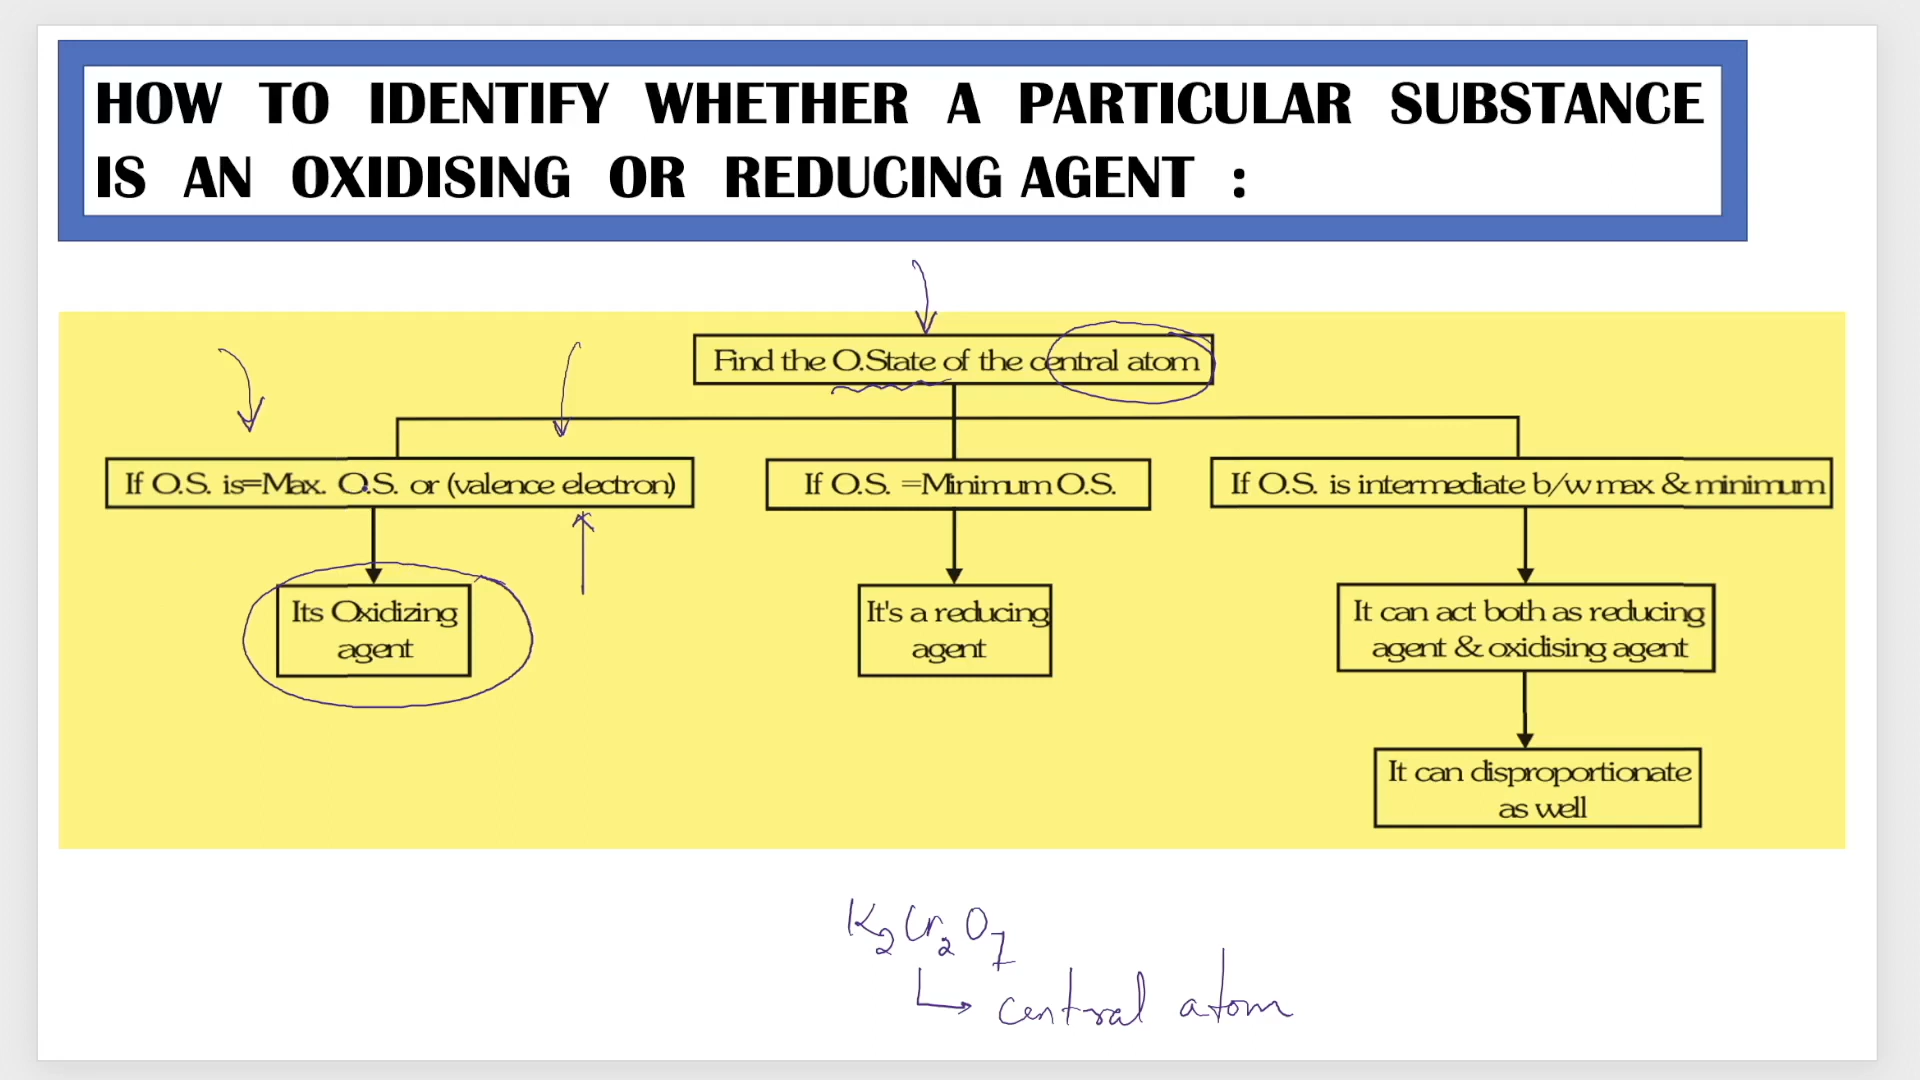 HOW TO IDENTIFY WHETHER A PARTICULAR SUBSTANCE
IS AN OXIDISING OR REDUCING AGENT :
Find the O.State of the central atom
If O.S. is=Max. O.S. or (valence electron)
If O.S. =Minimum O.S.
If O.S. is intermediate b/w max & minimum
Its Oxidizing
agent
It's a reducing
agent
It can act both as reducing
agent & oxidising agent
It can disproportionate
as well
K₂Cr₂O₇
central atom